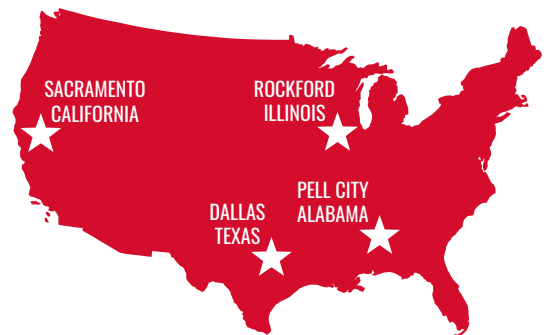 SACRAMENTO
CALIFORNIA
ROCKFORD
ILLINOIS
PELL CITY
ALABAMA
DALLAS
TEXAS